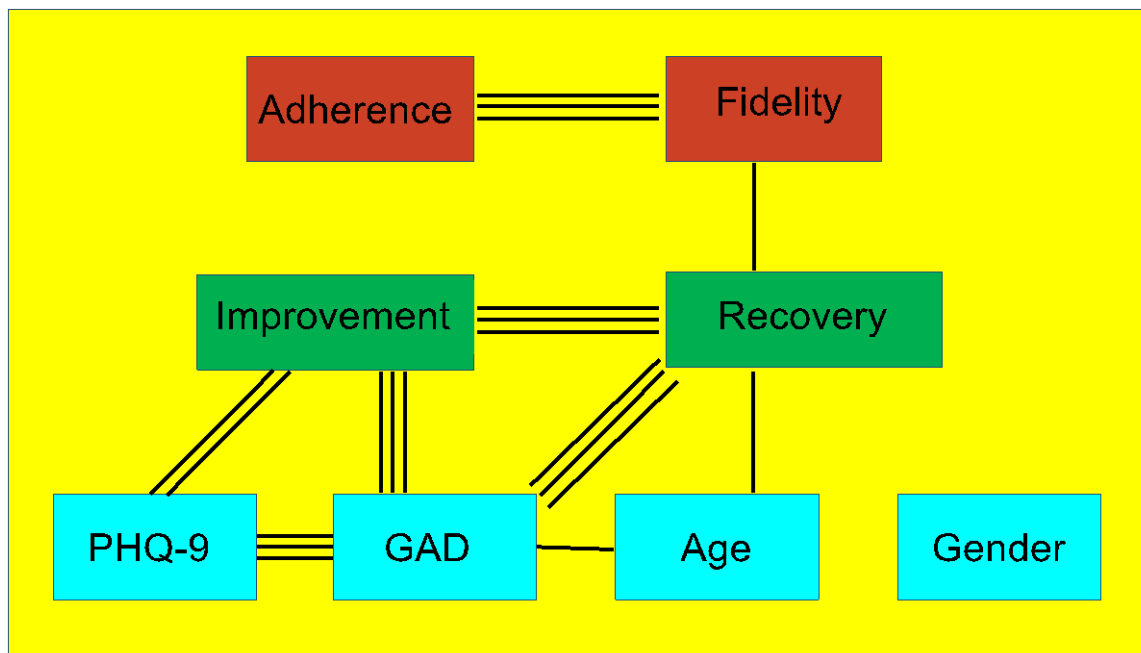 Adherence
Fidelity
Improvement
Recovery
PHQ-9
GAD
Age
Gender